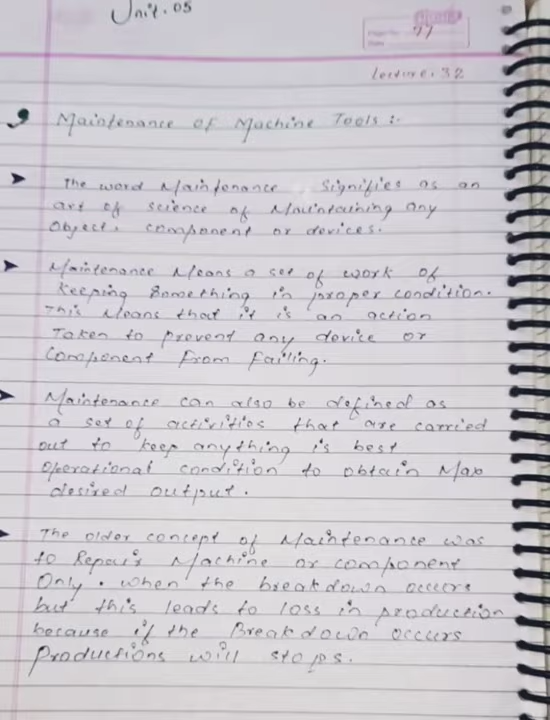 Unit. 05
Page No. 77
Date
Lecture. 32
Maintenance of Machine Tools :-
The word Maintenance signifies as an
art of science of Maintaining any
object, component or devices.
Maintenance Means a set of work of
keeping something in proper condition.
This Means that it is an action
Taken to prevent any device or
component from failing.
Maintenance can also be defined as
a set of activities that are carried
out to keep anything is best
operational condition to obtain Max
desired output.
The older concept of Maintenance was
to Repair Machine or component
Only. when the breakdown occurs
but this leads to loss in production
because if the Breakdown occurs
productions will stops.